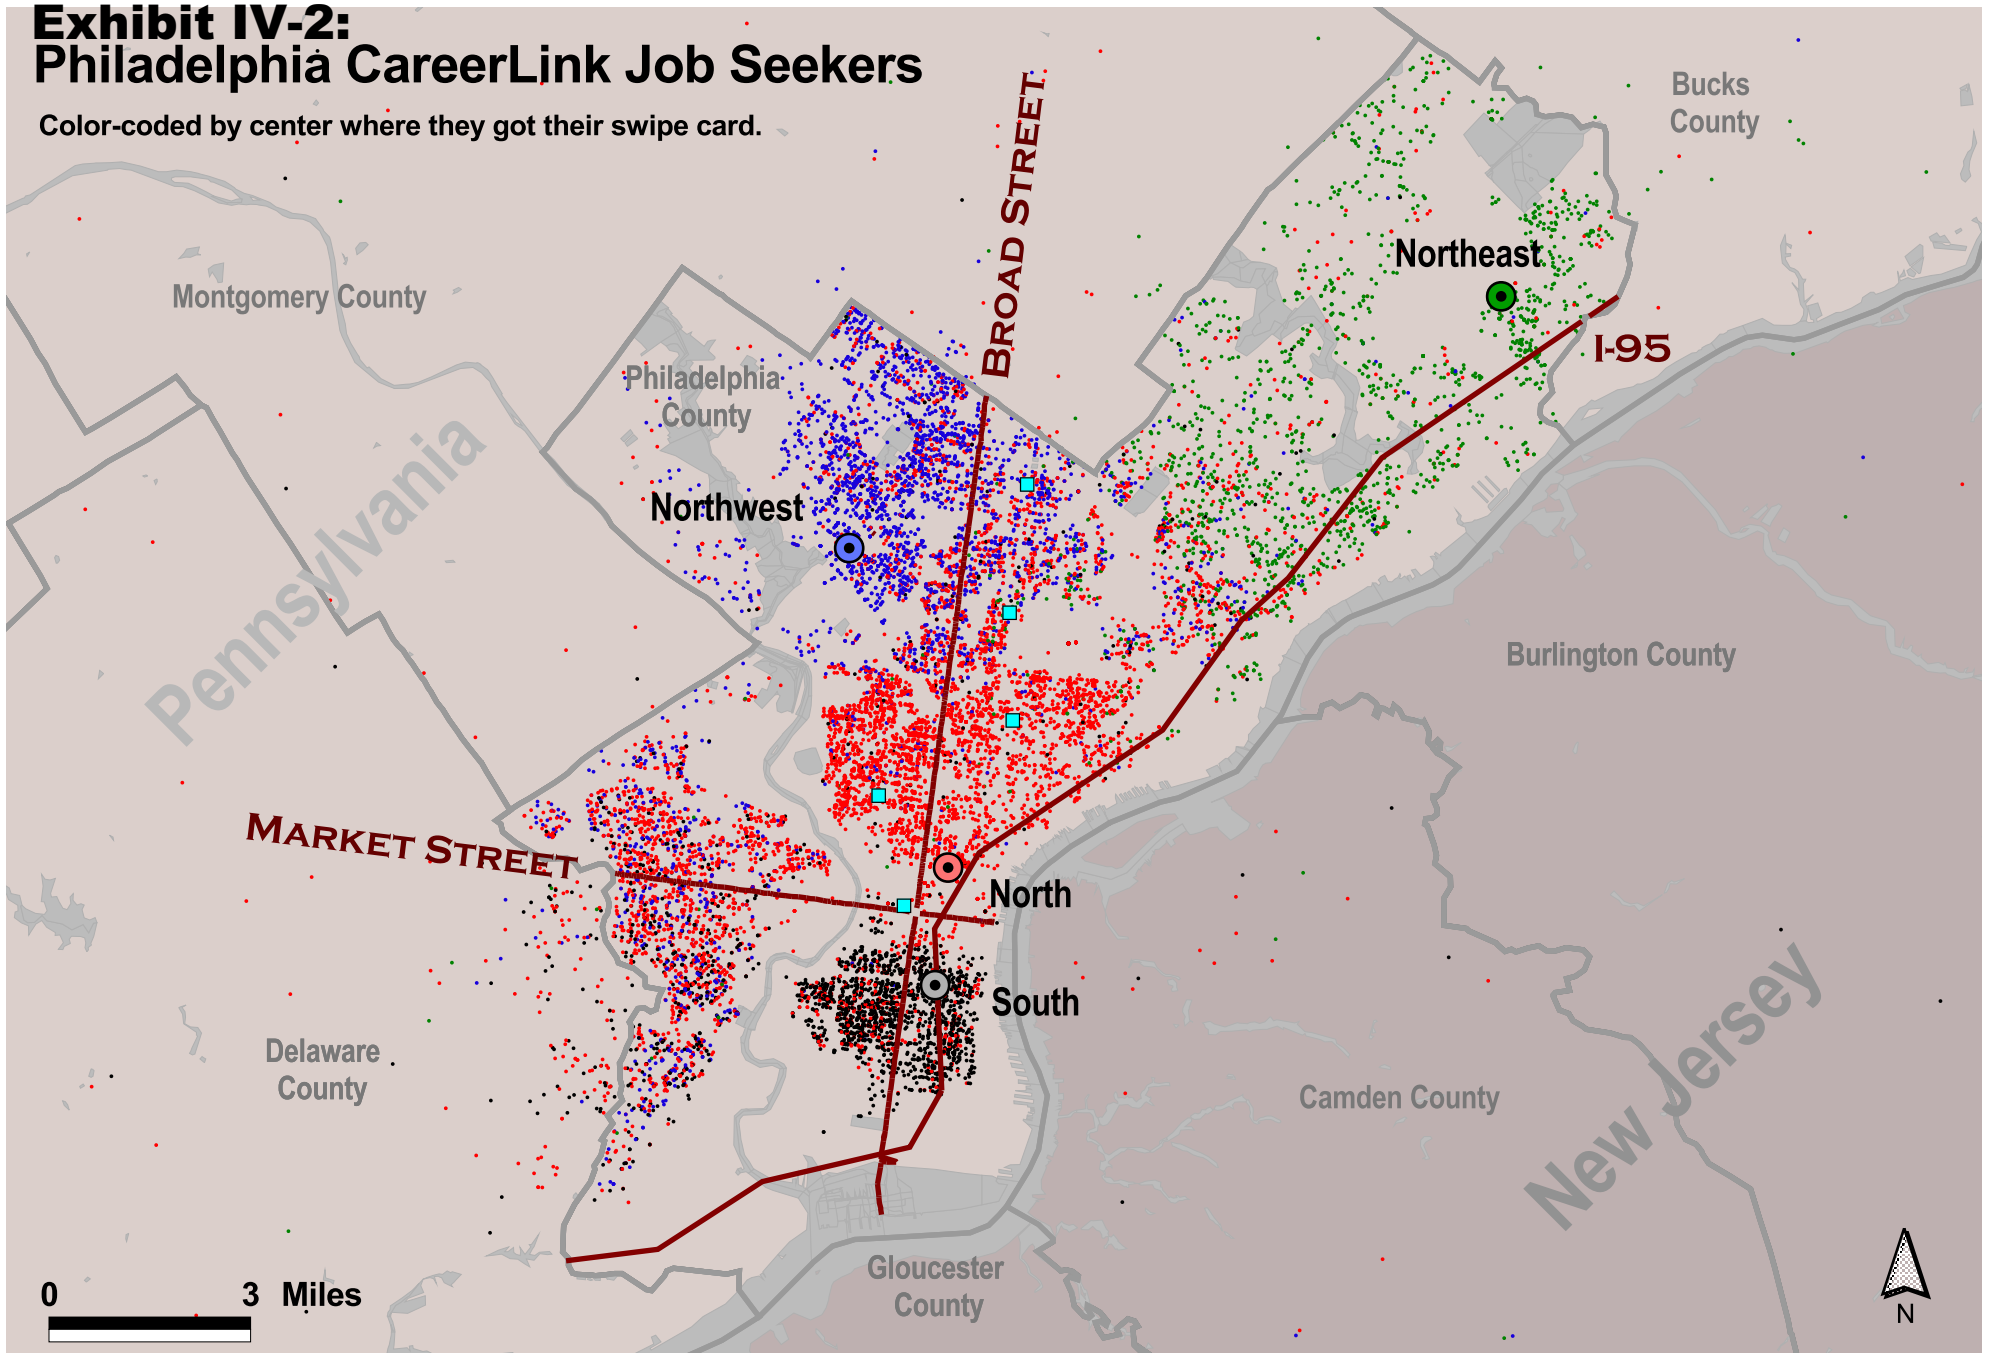 Exhibit IV-2:
Philadelphia CareerLink Job Seekers
Color-coded by center where they got their swipe card.
BROAD STREET
Bucks
County
Northeast
Montgomery County
I-95
Philadelphia
County
Pennsylvania
Northwest
Burlington County
MARKET STREET
North
South
New Jersey
Delaware
County
Camden County
Gloucester
County
0 3 Miles
N